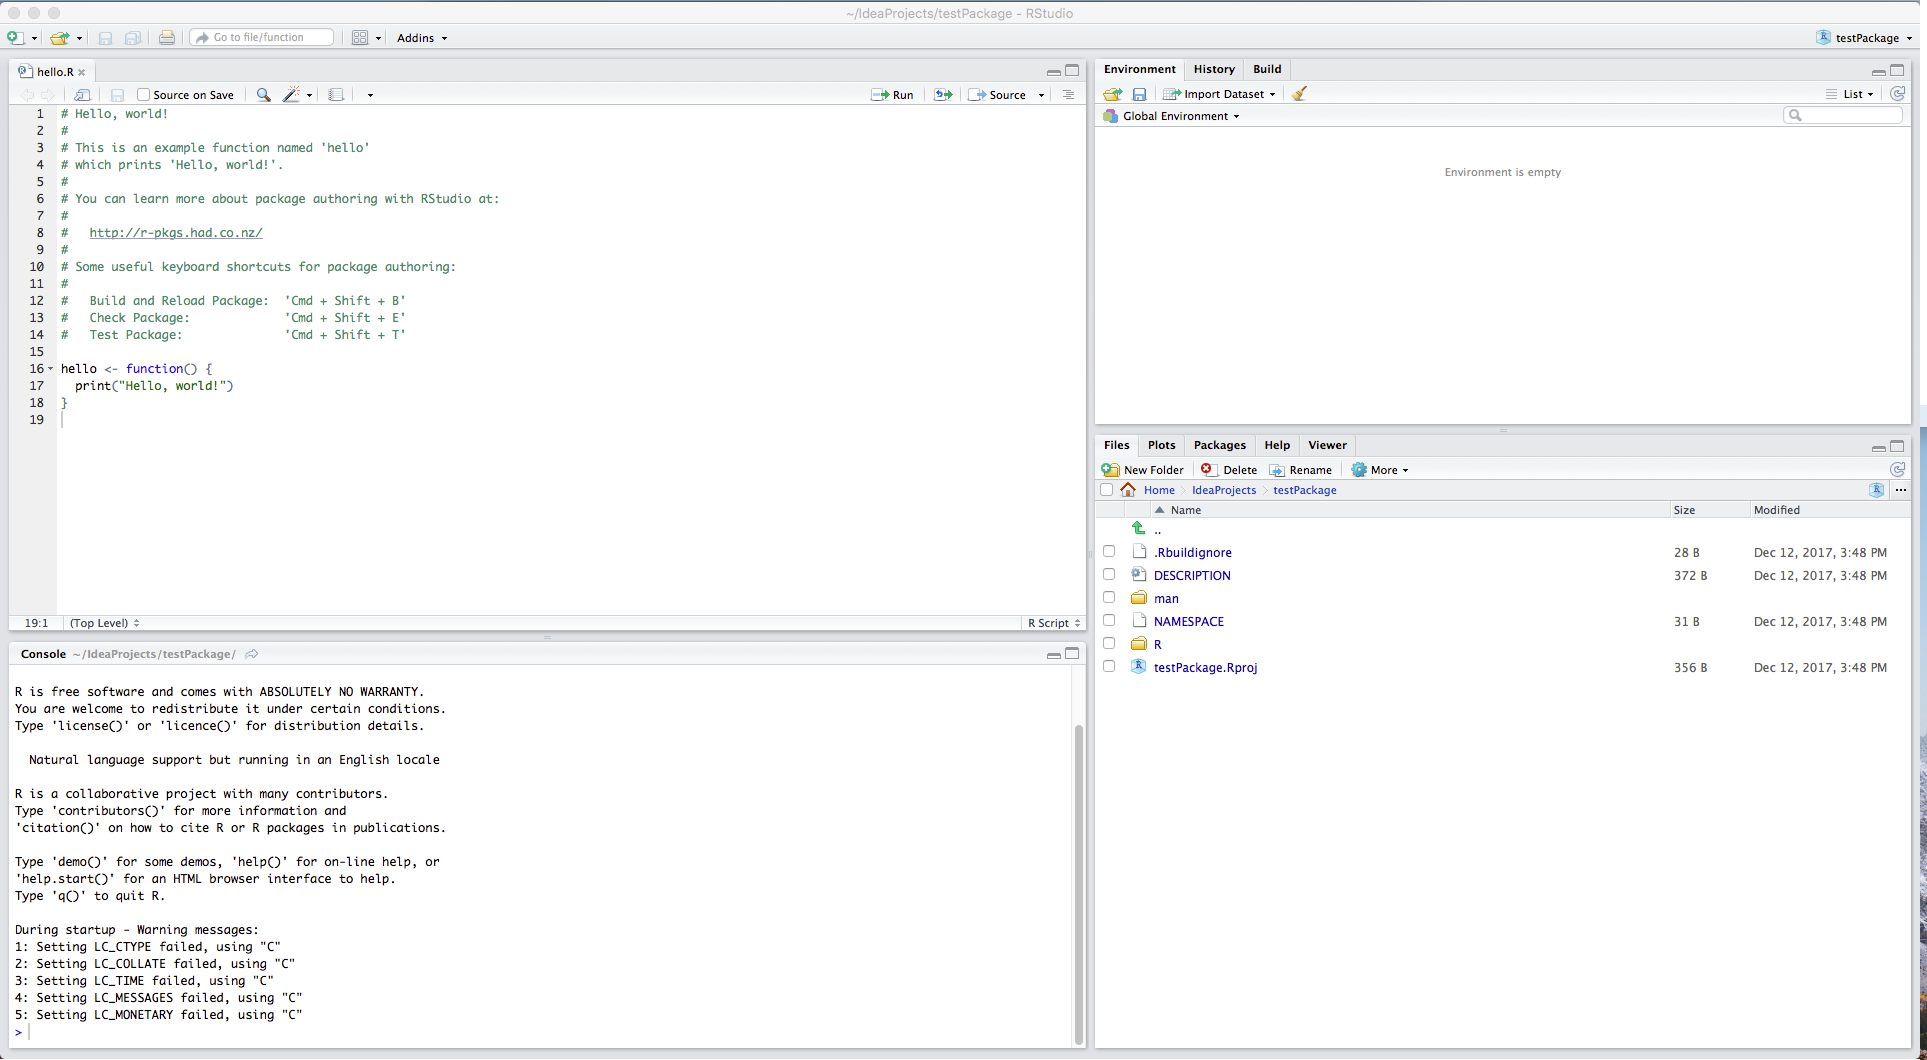 ~/IdeaProjects/testPackage - RStudio
Go to file/function
Addins
testPackage
hello.R
Source on Save
Run
Source
1 # Hello, world!
2 #
3 # This is an example function named 'hello'
4 # which prints 'Hello, world!'.
5 #
6 # You can learn more about package authoring with RStudio at:
7 #
8 #   http://r-pkgs.had.co.nz/
9 #
10 # Some useful keyboard shortcuts for package authoring:
11 #
12 #   Build and Reload Package:  'Cmd + Shift + B'
13 #   Check Package:             'Cmd + Shift + E'
14 #   Test Package:              'Cmd + Shift + T'
15
16 hello <- function() {
17   print("Hello, world!")
18 }
19
19:1 (Top Level) R Script
Console ~/IdeaProjects/testPackage/
R is free software and comes with ABSOLUTELY NO WARRANTY.
You are welcome to redistribute it under certain conditions.
Type 'license()' or 'licence()' for distribution details.
Natural language support but running in an English locale
R is a collaborative project with many contributors.
Type 'contributors()' for more information and
'citation()' on how to cite R or R packages in publications.
Type 'demo()' for some demos, 'help()' for on-line help, or
'help.start()' for an HTML browser interface to help.
Type 'q()' to quit R.
During startup - Warning messages:
1: Setting LC_CTYPE failed, using "C"
2: Setting LC_COLLATE failed, using "C"
3: Setting LC_TIME failed, using "C"
4: Setting LC_MESSAGES failed, using "C"
5: Setting LC_MONETARY failed, using "C"
>
Environment History Build
Import Dataset List
Global Environment
Environment is empty
Files Plots Packages Help Viewer
New Folder Delete Rename More
Home IdeaProjects testPackage ...
Name Size Modified
..
.Rbuildignore 28 B Dec 12, 2017, 3:48 PM
DESCRIPTION 372 B Dec 12, 2017, 3:48 PM
man
NAMESPACE 31 B Dec 12, 2017, 3:48 PM
R
testPackage.Rproj 356 B Dec 12, 2017, 3:48 PM